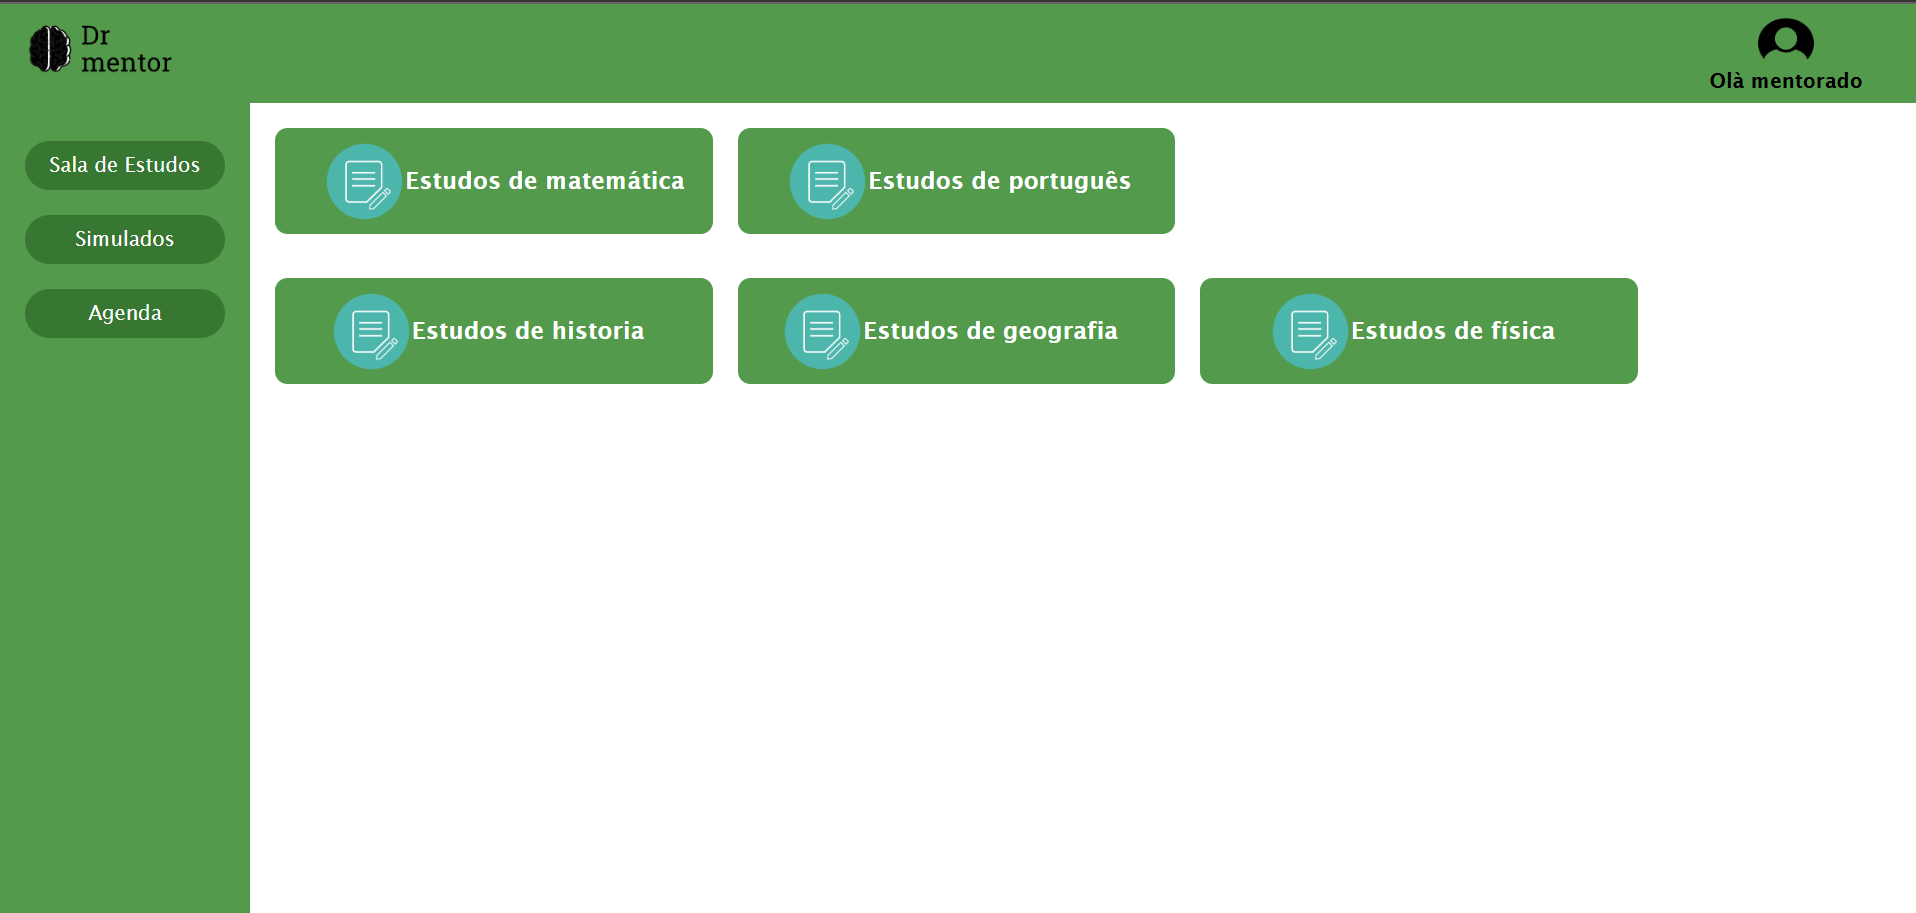 Dr
mentor
Olà mentorado
Sala de Estudos
Simulados
Agenda
Estudos de matemática
Estudos de português
Estudos de historia
Estudos de geografia
Estudos de física